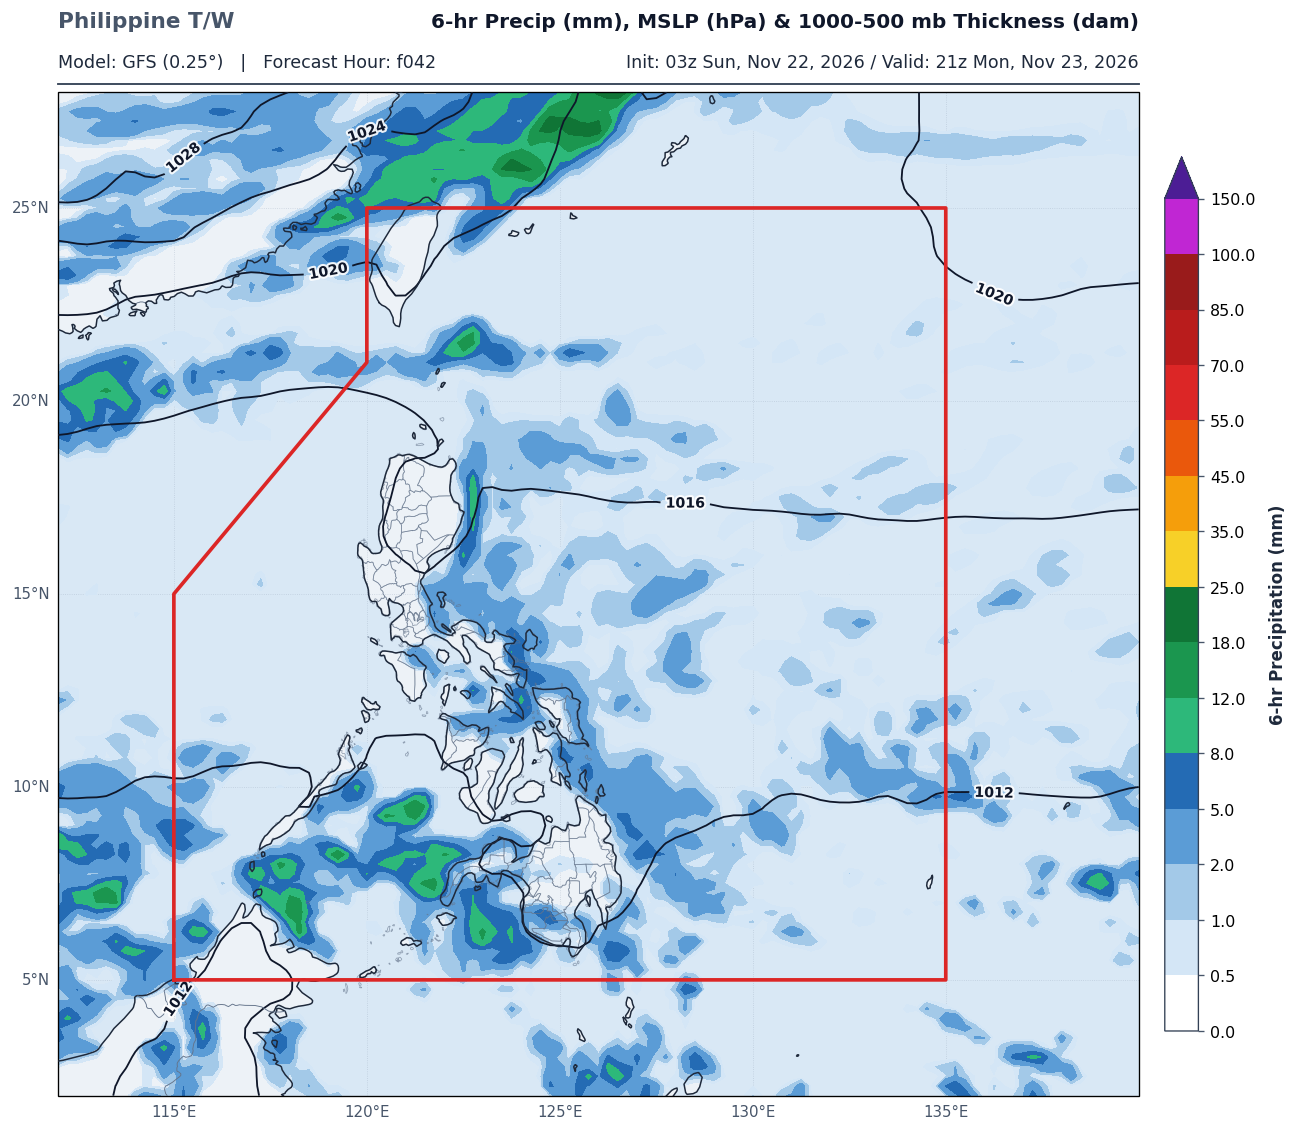 Philippine T/W
6-hr Precip (mm), MSLP (hPa) & 1000-500 mb Thickness (dam)
Model: GFS (0.25°) | Forecast Hour: f042
Init: 03z Sun, Nov 22, 2026 / Valid: 21z Mon, Nov 23, 2026
1024
1028
1020
1020
1016
1012
1012
25°N
20°N
15°N
10°N
5°N
115°E
120°E
125°E
130°E
135°E
150.0
100.0
85.0
70.0
55.0
45.0
35.0
25.0
18.0
12.0
8.0
5.0
2.0
1.0
0.5
0.0
6-hr Precipitation (mm)